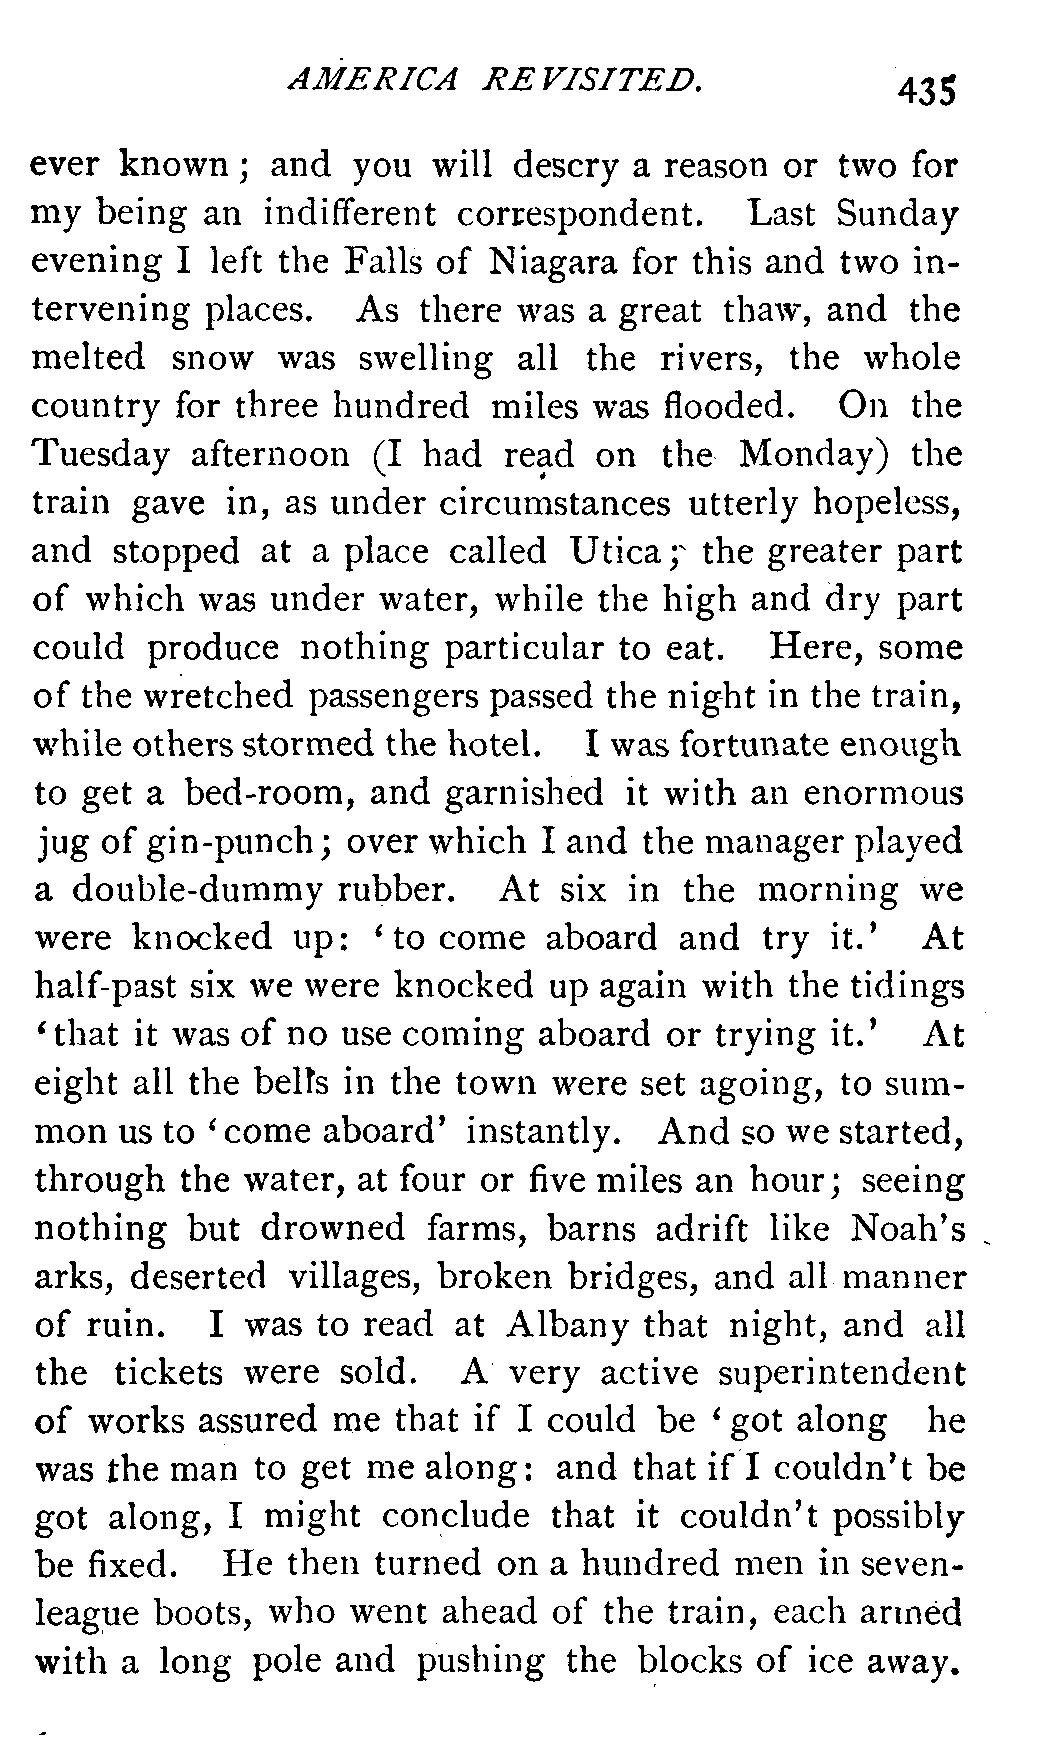 AMERICA REVISITED. 435
ever known; and you will descry a reason or two for
my being an indifferent correspondent. Last Sunday
evening I left the Falls of Niagara for this and two in-
tervening places. As there was a great thaw, and the
melted snow was swelling all the rivers, the whole
country for three hundred miles was flooded. On the
Tuesday afternoon (I had read on the Monday) the
train gave in, as under circumstances utterly hopeless,
and stopped at a place called Utica; the greater part
of which was under water, while the high and dry part
could produce nothing particular to eat. Here, some
of the wretched passengers passed the night in the train,
while others stormed the hotel. I was fortunate enough
to get a bed-room, and garnished it with an enormous
jug of gin-punch; over which I and the manager played
a double-dummy rubber. At six in the morning we
were knocked up: ‘to come aboard and try it.’ At
half-past six we were knocked up again with the tidings
‘that it was of no use coming aboard or trying it.’ At
eight all the bells in the town were set agoing, to sum-
mon us to ‘come aboard’ instantly. And so we started,
through the water, at four or five miles an hour; seeing
nothing but drowned farms, barns adrift like Noah’s
arks, deserted villages, broken bridges, and all manner
of ruin. I was to read at Albany that night, and all
the tickets were sold. A very active superintendent
of works assured me that if I could be ‘got along he
was the man to get me along: and that if I couldn’t be
got along, I might conclude that it couldn’t possibly
be fixed. He then turned on a hundred men in seven-
league boots, who went ahead of the train, each armed
with a long pole and pushing the blocks of ice away.